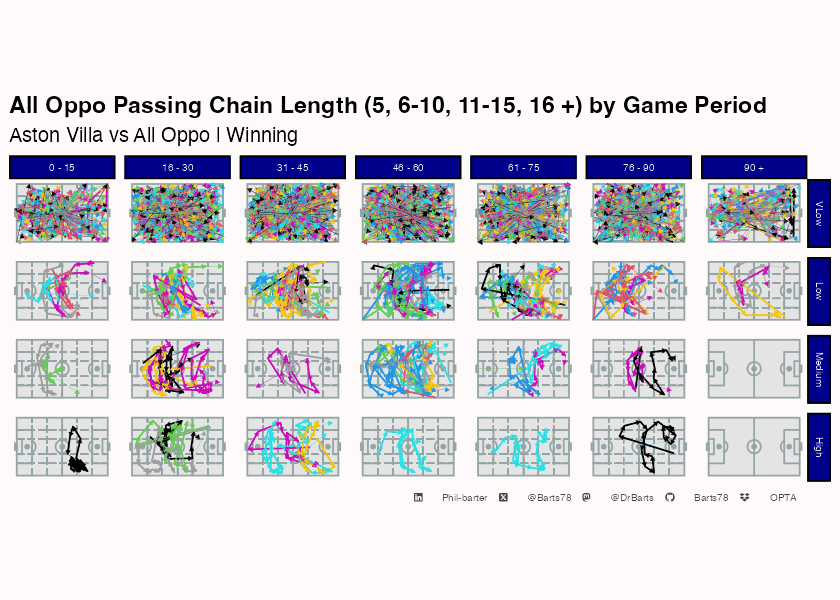 All Oppo Passing Chain Length (5, 6-10, 11-15, 16 +) by Game Period
Aston Villa vs All Oppo | Winning
0 - 15 16 - 30 31 - 45 46 - 60 61 - 75 76 - 90 90 +
V.Low
Low
Medium
High
Phil-barter @Barts78 @DrBarts Barts78 OPTA